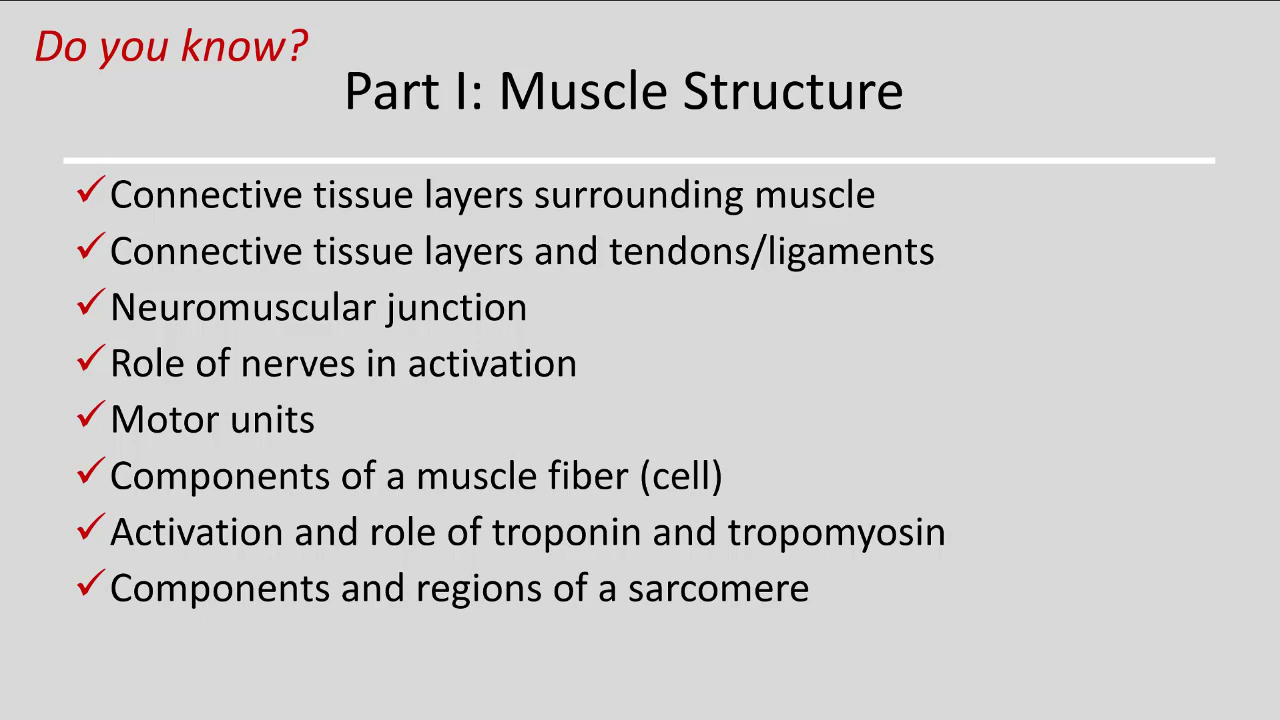 Do you know?
Part I: Muscle Structure
✓Connective tissue layers surrounding muscle
✓Connective tissue layers and tendons/ligaments
✓Neuromuscular junction
✓Role of nerves in activation
✓Motor units
✓Components of a muscle fiber (cell)
✓Activation and role of troponin and tropomyosin
✓Components and regions of a sarcomere